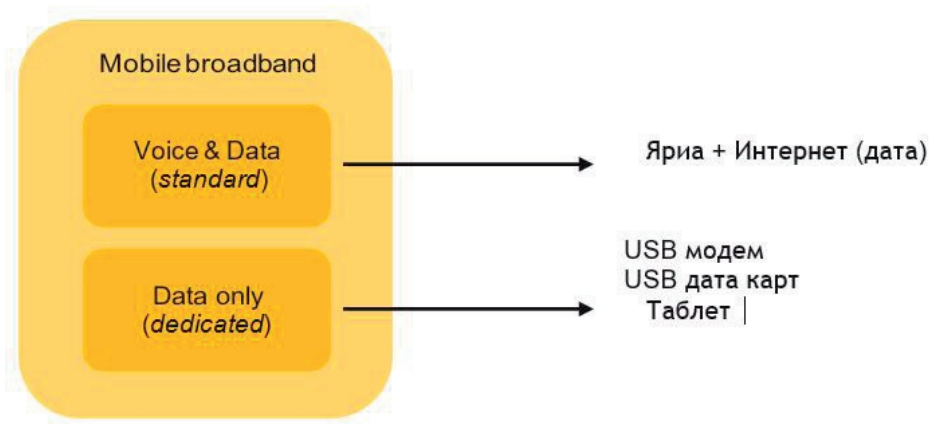 Mobile broadband
Voice & Data
(standard)
Яриа + Интернет (дата)
Data only
(dedicated)
USB модем
USB дата карт
Таблет